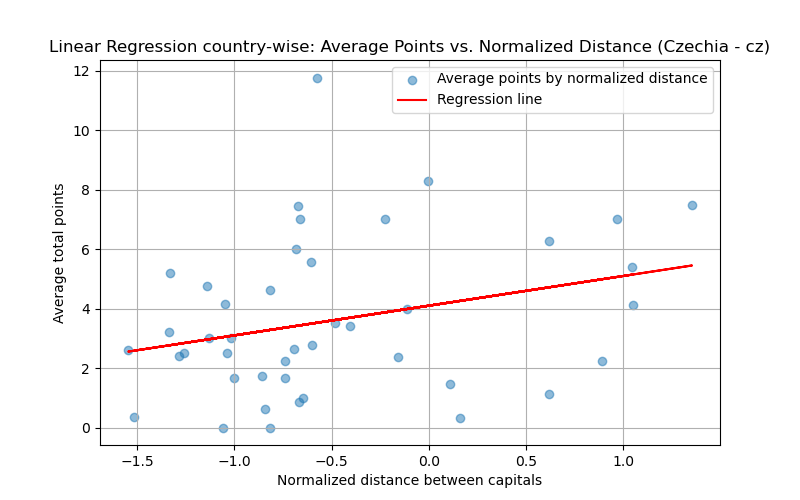 Linear Regression country-wise: Average Points vs. Normalized Distance (Czechia - cz)
Average points by normalized distance
Regression line
12
10
8
6
4
2
0
Average total points
−1.5 −1.0 −0.5 0.0 0.5 1.0
Normalized distance between capitals